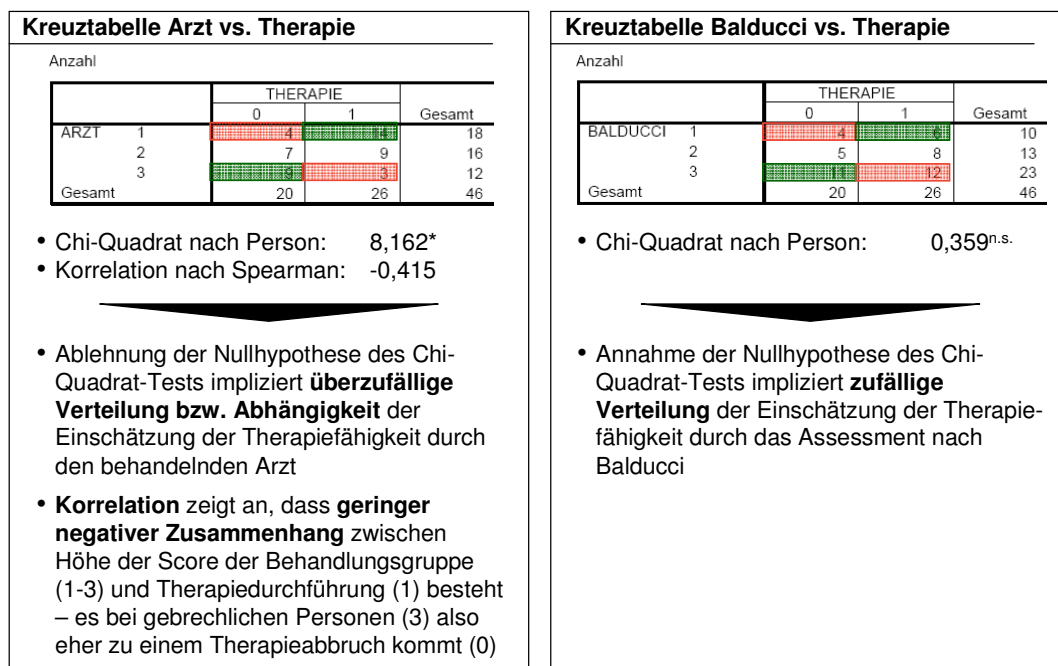 Kreuztabelle Arzt vs. Therapie
Anzahl
THERAPIE
0 1 Gesamt
ARZT 1 4 14 18
2 7 9 16
3 9 3 12
Gesamt 20 26 46
• Chi-Quadrat nach Person: 8,162*
• Korrelation nach Spearman: -0,415
• Ablehnung der Nullhypothese des Chi-
Quadrat-Tests impliziert überzufällige
Verteilung bzw. Abhängigkeit der
Einschätzung der Therapiefähigkeit durch
den behandelnden Arzt
• Korrelation zeigt an, dass geringer
negativer Zusammenhang zwischen
Höhe der Score der Behandlungsgruppe
(1-3) und Therapiedurchführung (1) besteht
– es bei gebrechlichen Personen (3) also
eher zu einem Therapieabbruch kommt (0)
Kreuztabelle Balducci vs. Therapie
Anzahl
THERAPIE
0 1 Gesamt
BALDUCCI 1 4 6 10
2 5 8 13
3 11 12 23
Gesamt 20 26 46
• Chi-Quadrat nach Person: 0,359n.s.
• Annahme der Nullhypothese des Chi-
Quadrat-Tests impliziert zufällige
Verteilung der Einschätzung der Therapie-
fähigkeit durch das Assessment nach
Balducci